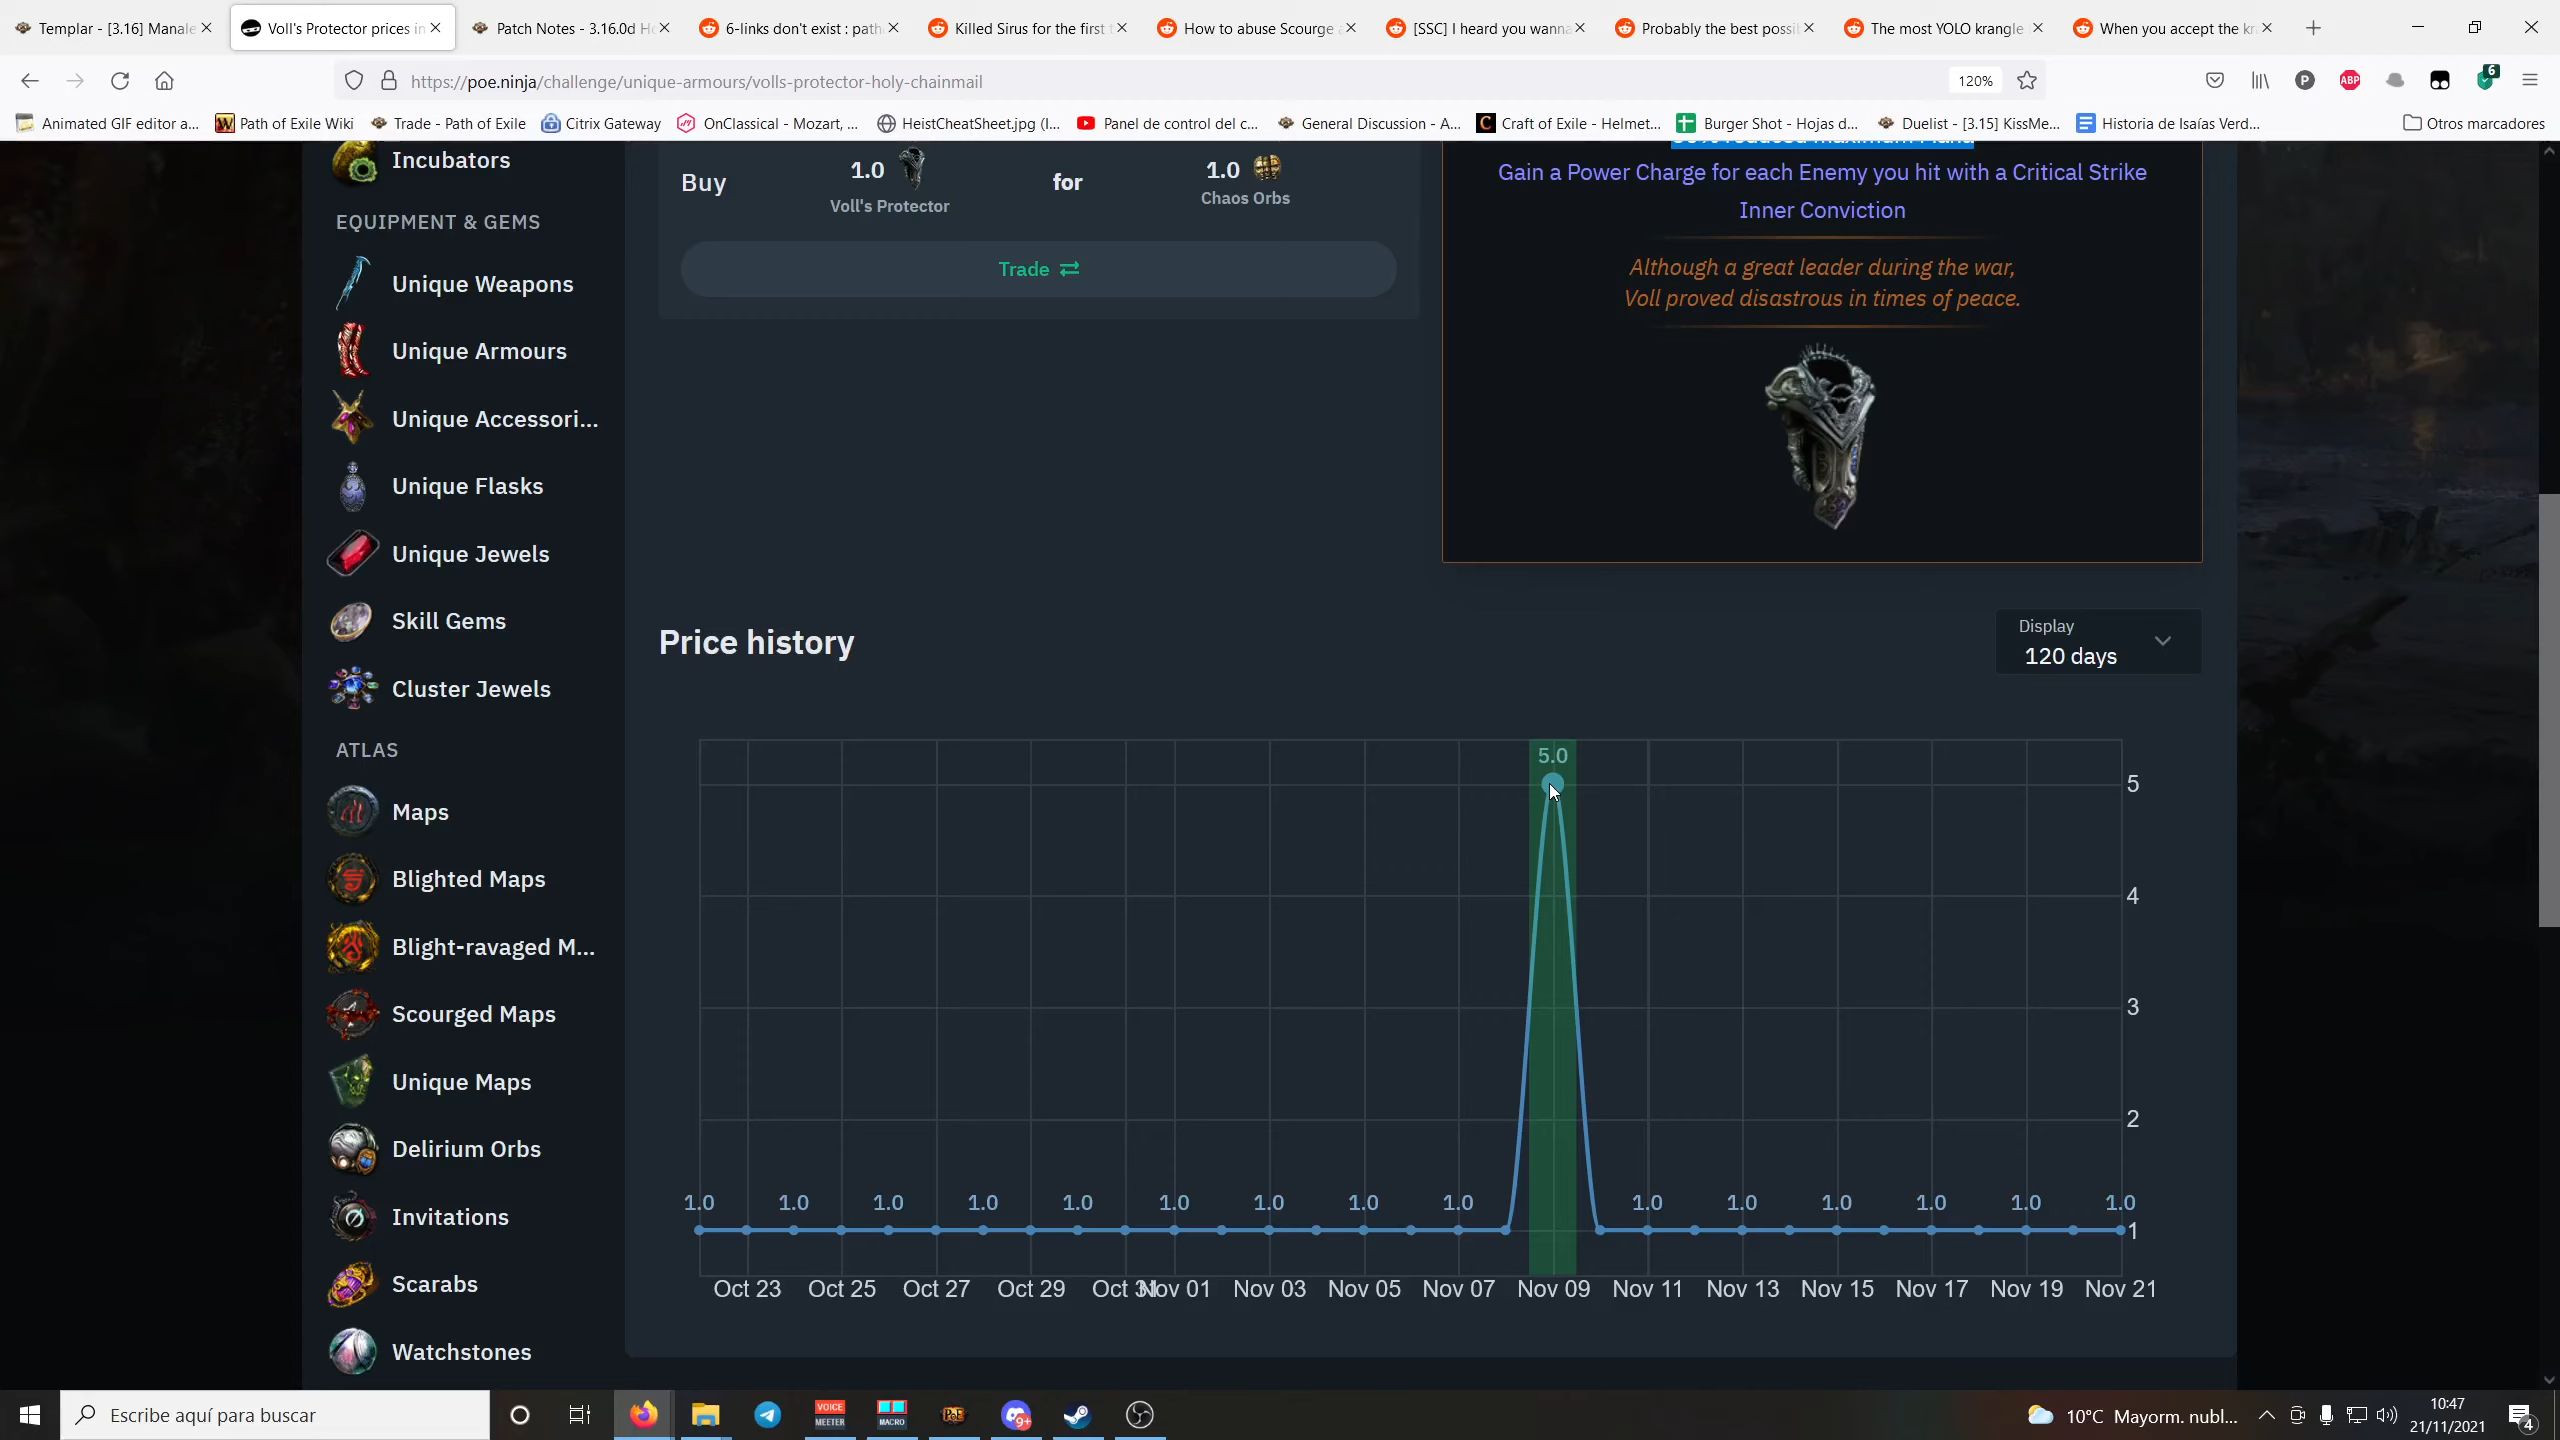 Templar - [3.16] Manale
Voll's Protector prices in
Patch Notes - 3.16.0d H
6-links don't exist : path
Killed Sirus for the first t
How to abuse Scourge a
[SSC] I heard you wanna
Probably the best possi
The most YOLO krangle
When you accept the kr
https://poe.ninja/challenge/unique-armours/volls-protector-holy-chainmail
120%
P
ABP
6
Animated GIF editor a...
Path of Exile Wiki
Trade - Path of Exile
Citrix Gateway
OnClassical - Mozart, ...
HeistCheatSheet.jpg (I...
Panel de control del c...
General Discussion - A...
Craft of Exile - Helmet...
Burger Shot - Hojas d...
Duelist - [3.15] KissMe...
Historia de Isaías Verd...
Otros marcadores
Incubators
EQUIPMENT & GEMS
Unique Weapons
Unique Armours
Unique Accessori...
Unique Flasks
Unique Jewels
Skill Gems
Cluster Jewels
ATLAS
Maps
Blighted Maps
Blight-ravaged M...
Scourged Maps
Unique Maps
Delirium Orbs
Invitations
Scarabs
Watchstones
Buy
1.0
Voll's Protector
for
1.0
Chaos Orbs
Trade
Gain a Power Charge for each Enemy you hit with a Critical Strike
Inner Conviction
Although a great leader during the war,
Voll proved disastrous in times of peace.
Price history
Display
120 days
5.0
5
4
3
2
1.0 1.0 1.0 1.0 1.0 1.0 1.0 1.0 1.0 1.0 1.0 1.0 1.0 1.0 1.0
1
Oct 23 Oct 25 Oct 27 Oct 29 Oct 31 Nov 01 Nov 03 Nov 05 Nov 07 Nov 09 Nov 11 Nov 13 Nov 15 Nov 17 Nov 19 Nov 21
Escribe aquí para buscar
VOICE
MEETER
MACRO
PoE
9+
10°C Mayorm. nubl...
10:47
21/11/2021
4